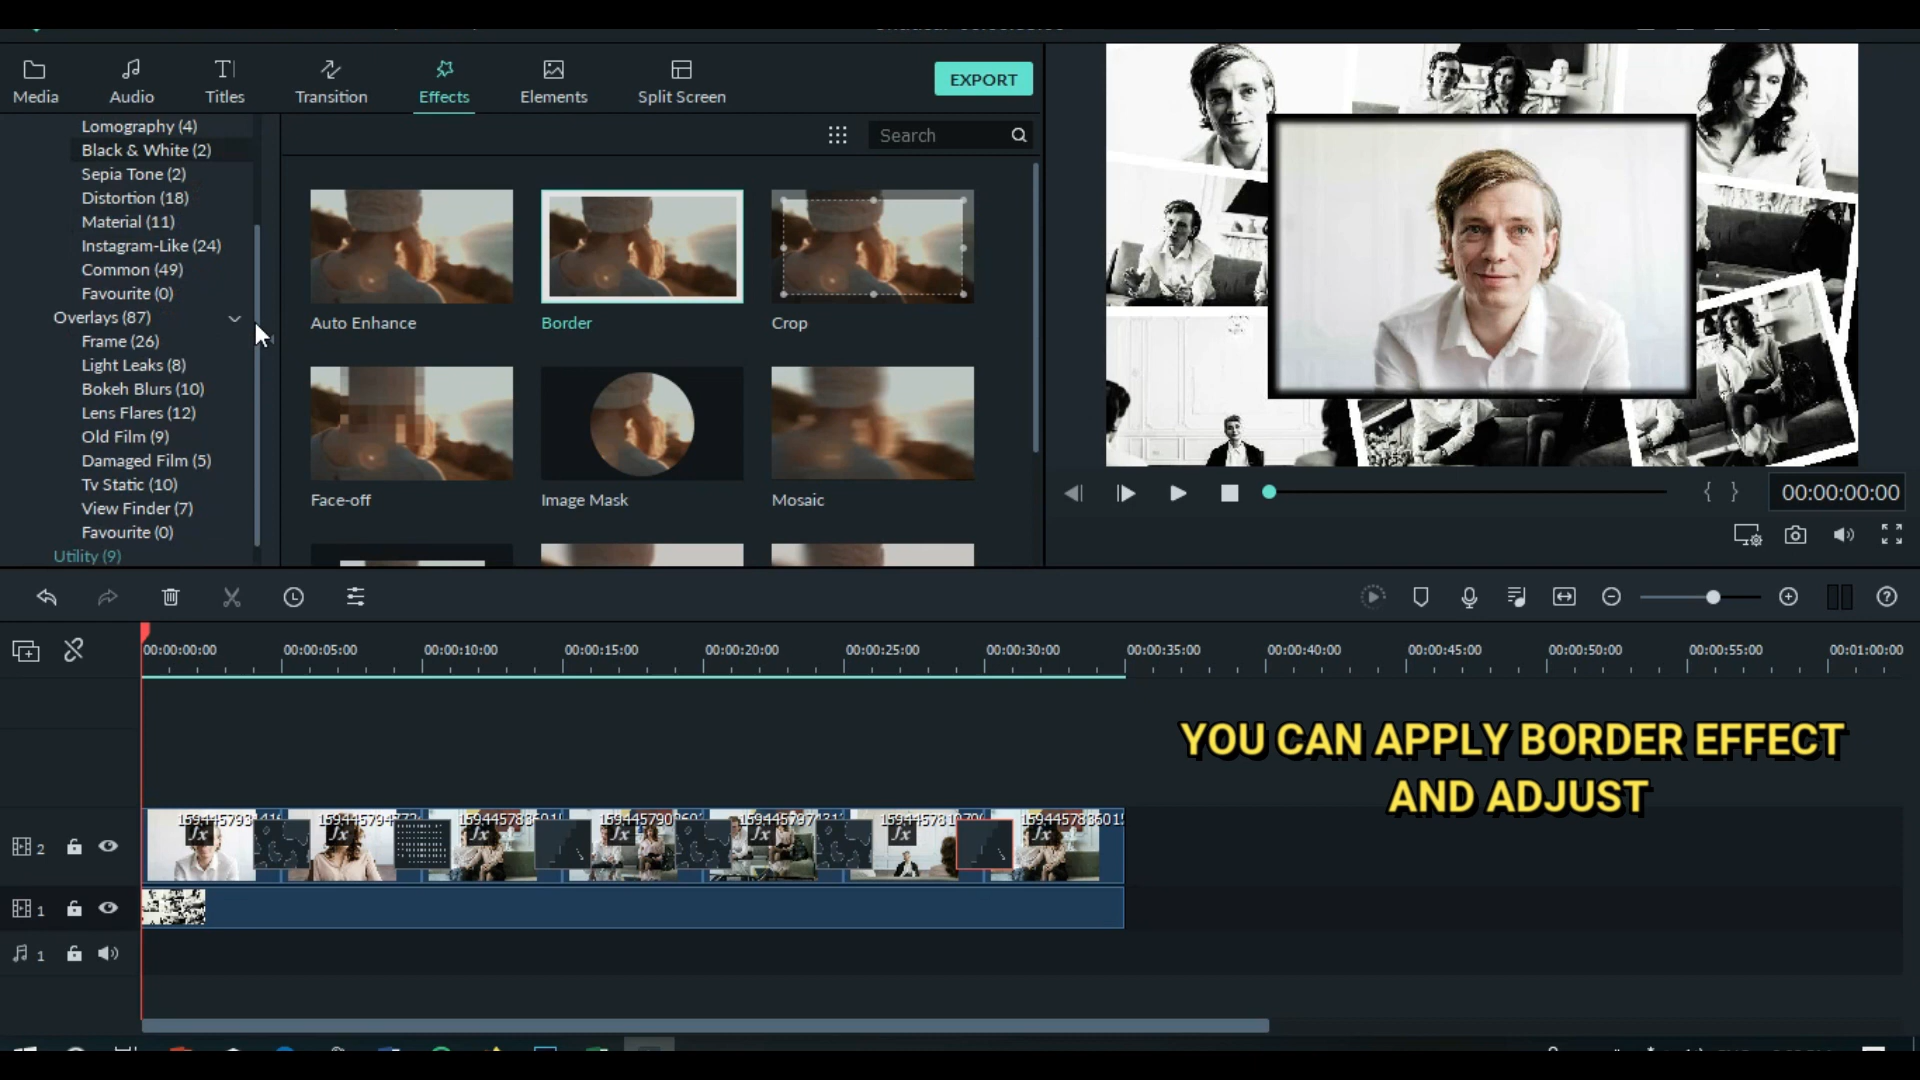 Media
Audio
Titles
Transition
Effects
Elements
Split Screen
EXPORT
Search
Lomography (4)
Black & White (2)
Sepia Tone (2)
Distortion (18)
Material (11)
Instagram-Like (24)
Common (49)
Favourite (0)
Overlays (87)
Frame (26)
Light Leaks (8)
Bokeh Blurs (10)
Lens Flares (12)
Old Film (9)
Damaged Film (5)
Tv Static (10)
View Finder (7)
Favourite (0)
Utility (9)
Auto Enhance
Border
Crop
Face-off
Image Mask
Mosaic
{ }
00:00:00:00
00:00:00:00
00:00:05:00
00:00:10:00
00:00:15:00
00:00:20:00
00:00:25:00
00:00:30:00
00:00:35:00
00:00:40:00
00:00:45:00
00:00:50:00
00:00:55:00
00:01:00:00
YOU CAN APPLY BORDER EFFECT
AND ADJUST
2
1
1